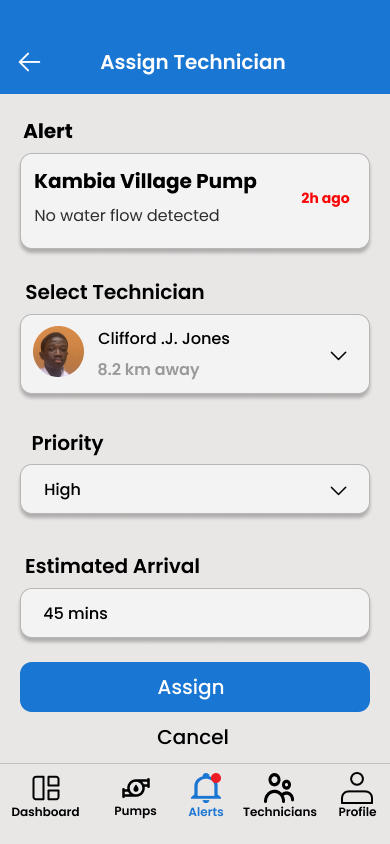 Assign Technician
Alert
Kambia Village Pump
2h ago
No water flow detected
Select Technician
Clifford .J. Jones
8.2 km away
Priority
High
Estimated Arrival
45 mins
Assign
Cancel
Dashboard
Pumps
Alerts
Technicians
Profile